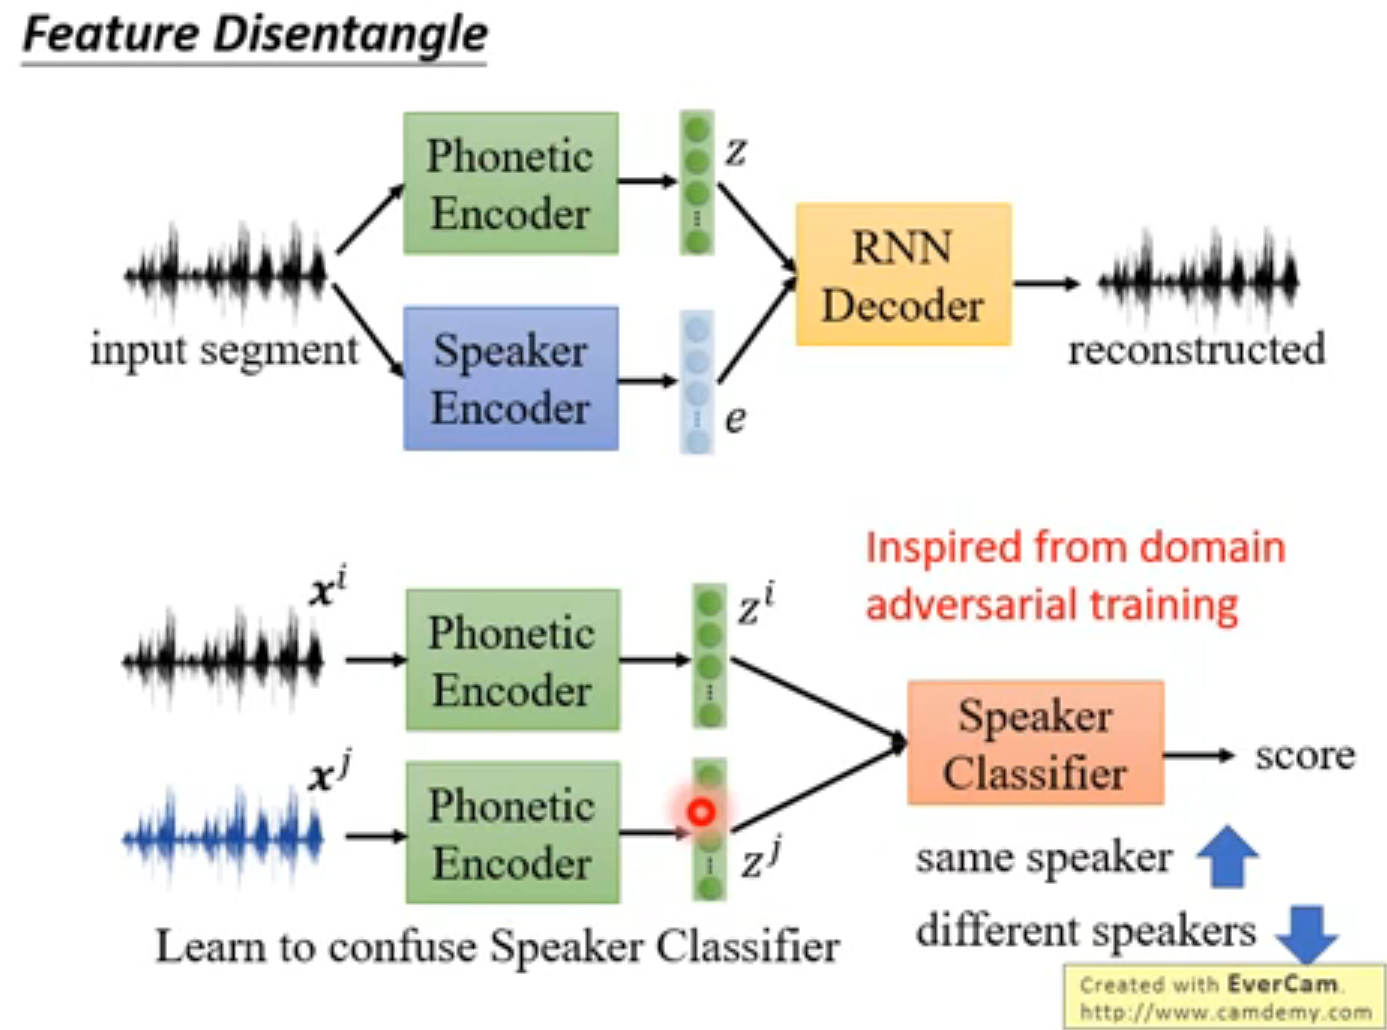 Feature Disentangle
Phonetic
Encoder
z
input segment
Speaker
Encoder
e
RNN
Decoder
reconstructed
Inspired from domain
adversarial training
x^i
Phonetic
Encoder
z^i
x^j
Phonetic
Encoder
z^j
Speaker
Classifier
score
same speaker
different speakers
Learn to confuse Speaker Classifier
Created with EverCam.
http://www.camdemy.com